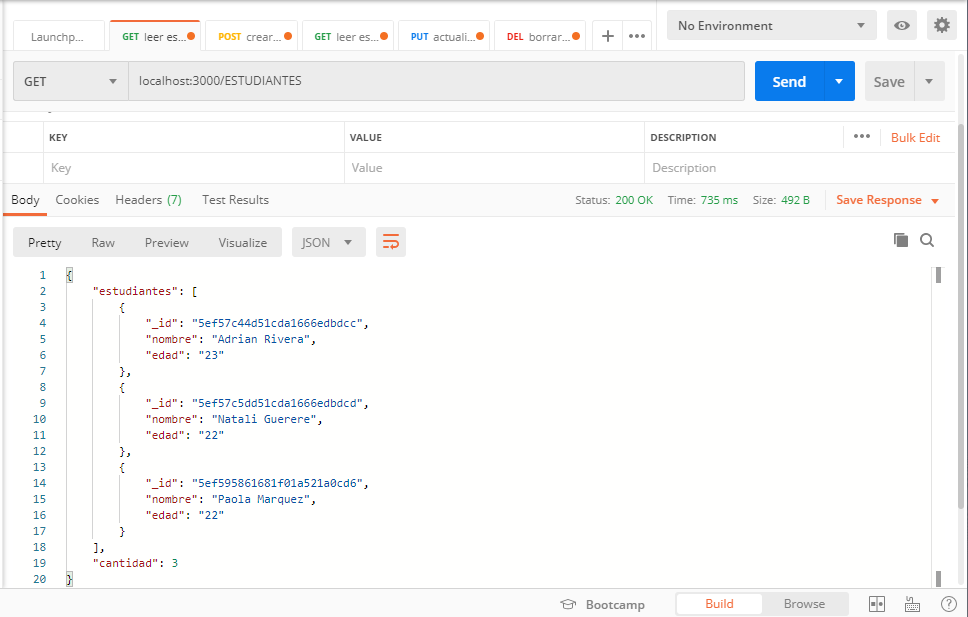 Launchp...
GET leer es...
POST crear...
GET leer es...
PUT actuali...
DEL borrar...
No Environment
GET
localhost:3000/ESTUDIANTES
Send
Save
KEY VALUE DESCRIPTION
Bulk Edit
Key Value Description
Body Cookies Headers (7) Test Results
Status: 200 OK Time: 735 ms Size: 492 B
Save Response
Pretty Raw Preview Visualize JSON
1 {
2 "estudiantes": [
3 {
4 "_id": "5ef57c44d51cda1666edbdcc",
5 "nombre": "Adrian Rivera",
6 "edad": "23"
7 },
8 {
9 "_id": "5ef57c5dd51cda1666edbdcd",
10 "nombre": "Natali Guerere",
11 "edad": "22"
12 },
13 {
14 "_id": "5ef595861681f01a521a0cd6",
15 "nombre": "Paola Marquez",
16 "edad": "22"
17 }
18 ],
19 "cantidad": 3
20 }
Bootcamp Build Browse